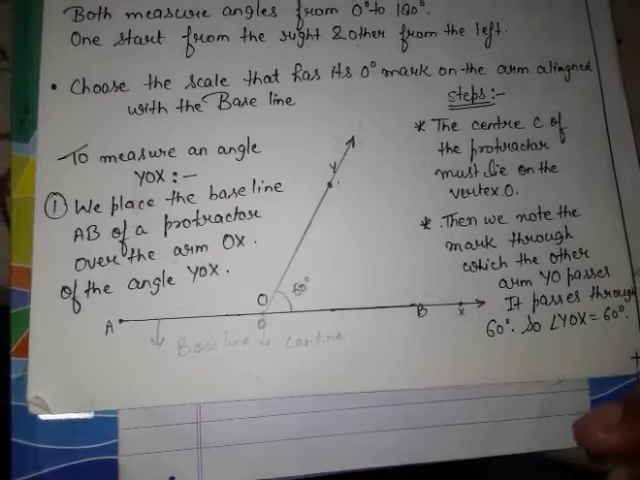 Both measure angles from 0° to 180°.
One start from the right & other from the left.
• Choose the scale that has its 0° mark on the arm alingned
with the Base line
To measure an angle
YOX :-
① We place the base line
AB of a protractor
over the arm OX.
of the angle YOX.
Y
O
60°
A
O
B
X
Base line
Steps:-
* The centre C of
the protractor
must lie on the
vertex O.
* Then we note the
mark through
which the other
arm YO passes
It passes through
60°. So ∠YOX = 60°.